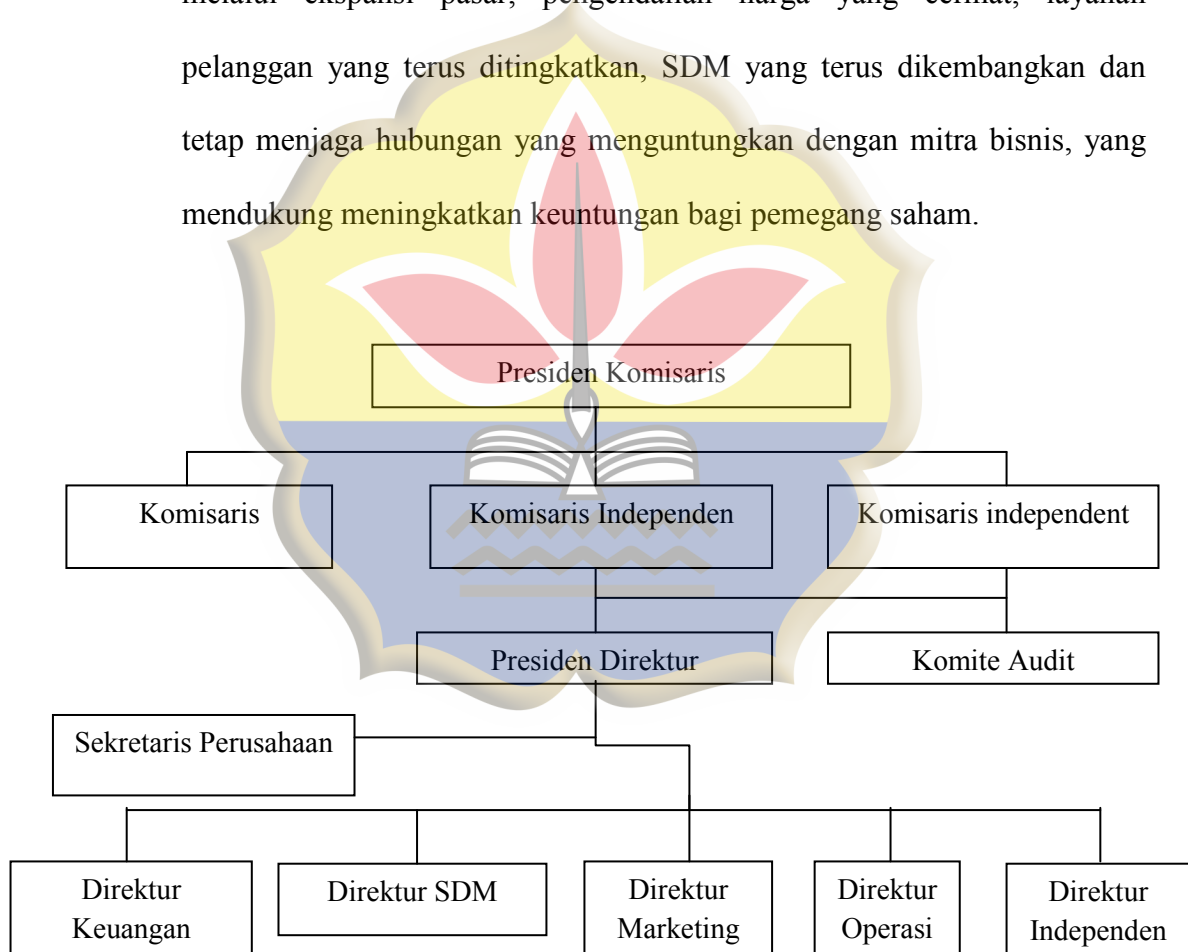 melalui ekspansi pasar, pengendalian harga yang cermat, layanan
pelanggan yang terus ditingkatkan, SDM yang terus dikembangkan dan
tetap menjaga hubungan yang menguntungkan dengan mitra bisnis, yang
mendukung meningkatkan keuntungan bagi pemegang saham.
Presiden Komisaris
Komisaris
Komisaris Independen
Komisaris independent
Presiden Direktur
Komite Audit
Sekretaris Perusahaan
Direktur
Keuangan
Direktur SDM
Direktur
Marketing
Direktur
Operasi
Direktur
Independen